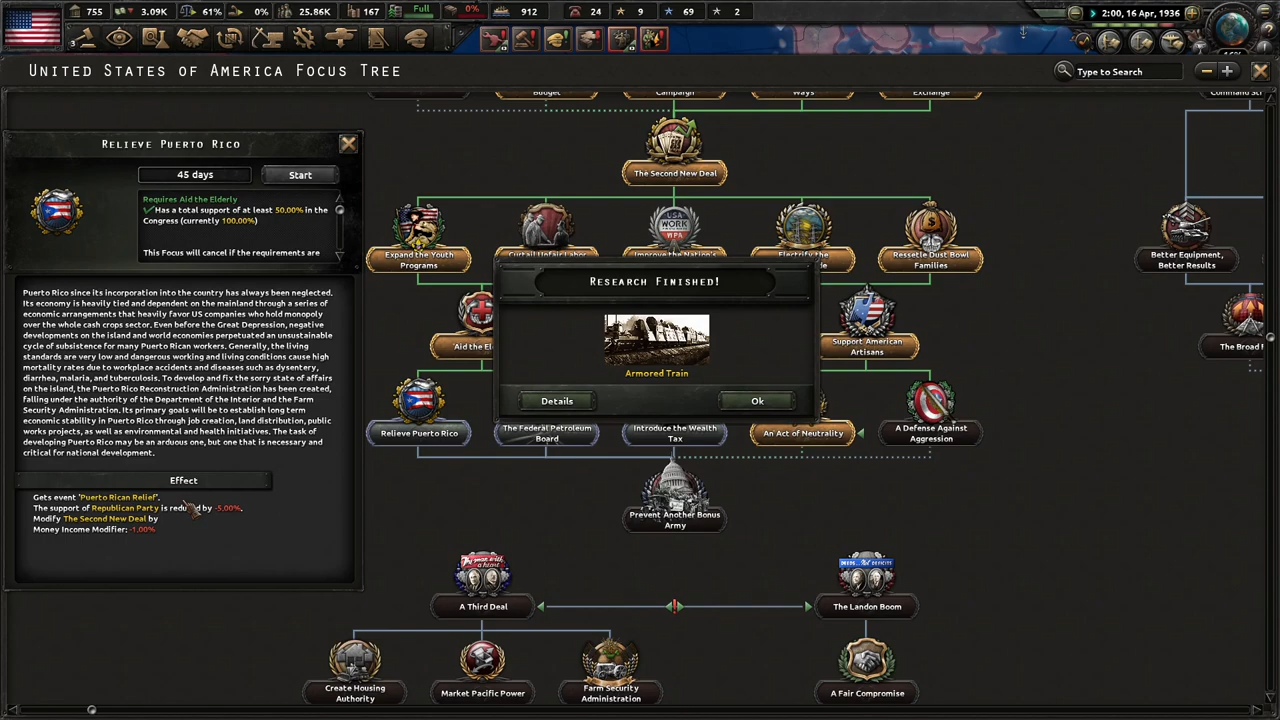 755
3.09K
61%
0%
25.86K
167
Full
0%
912
24
9
69
2
2:00, 16 Apr, 1936
3
United States of America Focus Tree
Type to Search
Budget
Campaign
Ways
Exchange
The Second New Deal
Relieve Puerto Rico
45 days
Start
Requires Aid the Elderly
Has a total support of at least 50,00% in the
Congress (currently 100,00%)
This Focus will cancel if the requirements are
Expand the Youth
Programs
Curtail Unfair Labor
USA
WORK
WPA
Improve the Nation's
Electrify the
Ressetle Dust Bowl
Families
Better Equipment,
Better Results
Research Finished!
Armored Train
Details
Ok
Aid the El
Support American
Artisans
The Broad
Puerto Rico since its incorporation into the country has always been neglected.
Its economy is heavily tied and dependent on the mainland through a series of
economic arrangements that heavily favor US companies who hold monopoly
over the whole cash crops sector. Even before the Great Depression, negative
developments on the island and world economies perpetuated an unsustainable
cycle of subsistence for many Puerto Rican workers. Generally, the living
standards are very low and dangerous working and living conditions cause high
mortality rates due to workplace acidents and diseases such as dysentery,
diarrhea, malaria, and tuberculosis. To develop and fix the sorry state of affairs
on the island, the Puerto Rico Reconstruction Administration has been created,
falling under the authority of the Department of the Interior and the Farm
Security Administration. Its primary goals will be to establish long term
economic stability in Puerto Rico through job creation, land distribution, public
works projects, as well as environmental and health initiatives. The task of
developing Puerto Rico may be an arduous one, but one that is necessary and
critical for national development.
Relieve Puerto Rico
The Federal Petroleum
Board
Introduce the Wealth
Tax
An Act of Neutrality
A Defense Against
Aggression
Effect
Gets event 'Puerto Rican Relief'.
The support of Republican Party is reduced by -5,00%.
Modify The Second New Deal by
Money Income Modifier: -1,00%
Prevent Another Bonus
Army
A Third Deal
The Landon Boom
Create Housing
Authority
Market Pacific Power
Farm Security
Administration
A Fair Compromise